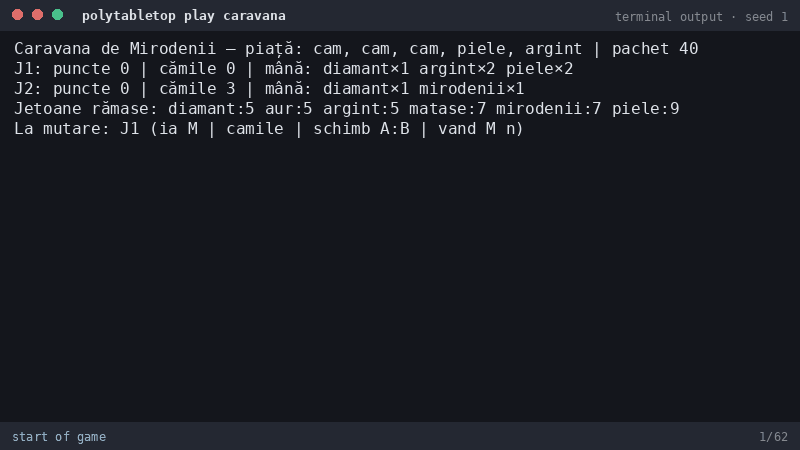 polytabletop play caravana
terminal output · seed 1
Caravana de Mirodenii — piață: cam, cam, cam, piele, argint | pachet 40
J1: puncte 0 | cămile 0 | mână: diamant×1 argint×2 piele×2
J2: puncte 0 | cămile 3 | mână: diamant×1 mirodenii×1
Jetoane rămase: diamant:5 aur:5 argint:5 matase:7 mirodenii:7 piele:9
La mutare: J1 (ia M | camile | schimb A:B | vand M n)
start of game
1/62